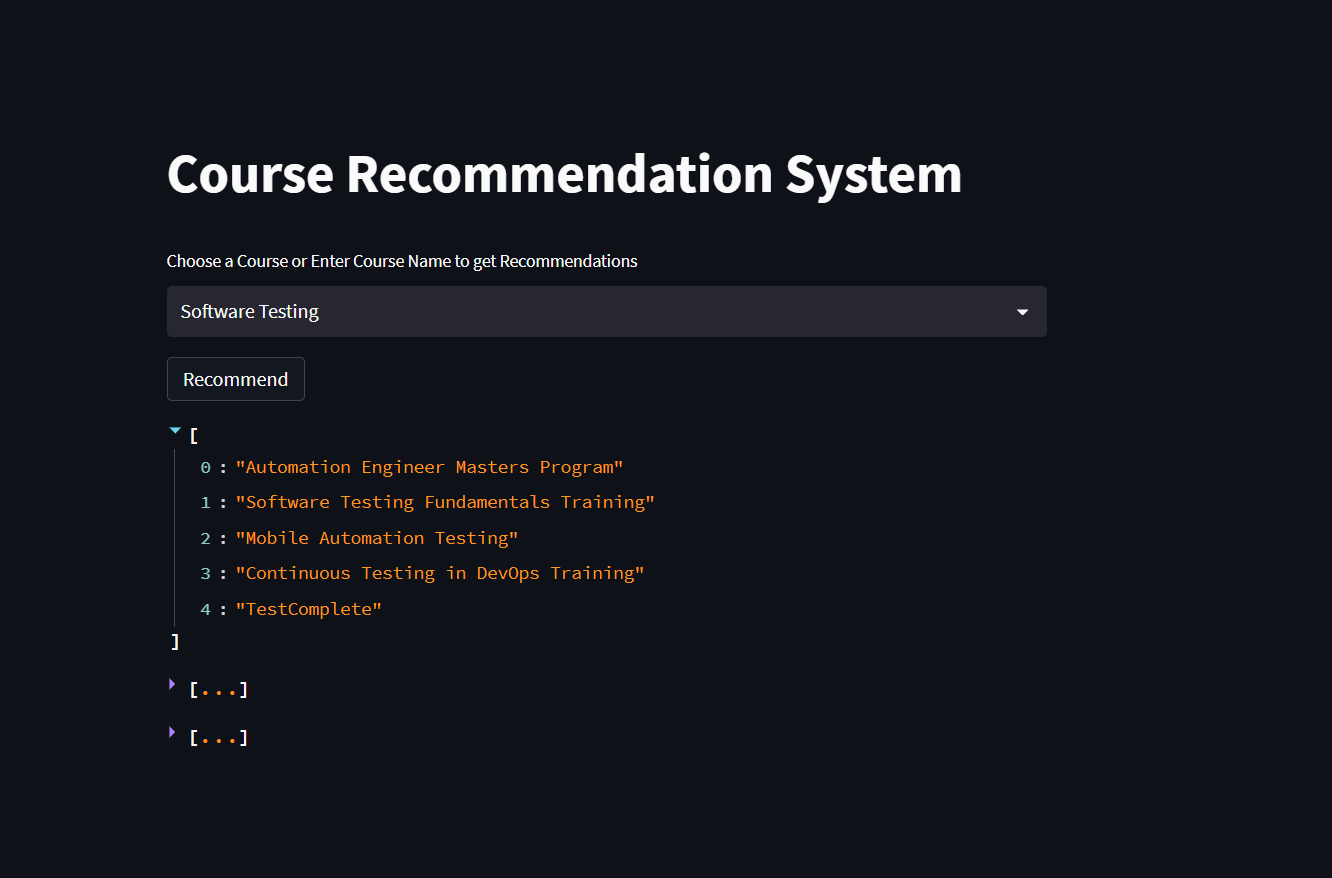 Course Recommendation System
Choose a Course or Enter Course Name to get Recommendations
Software Testing
Recommend
[
0 : "Automation Engineer Masters Program"
1 : "Software Testing Fundamentals Training"
2 : "Mobile Automation Testing"
3 : "Continuous Testing in DevOps Training"
4 : "TestComplete"
]
[...]
[...]